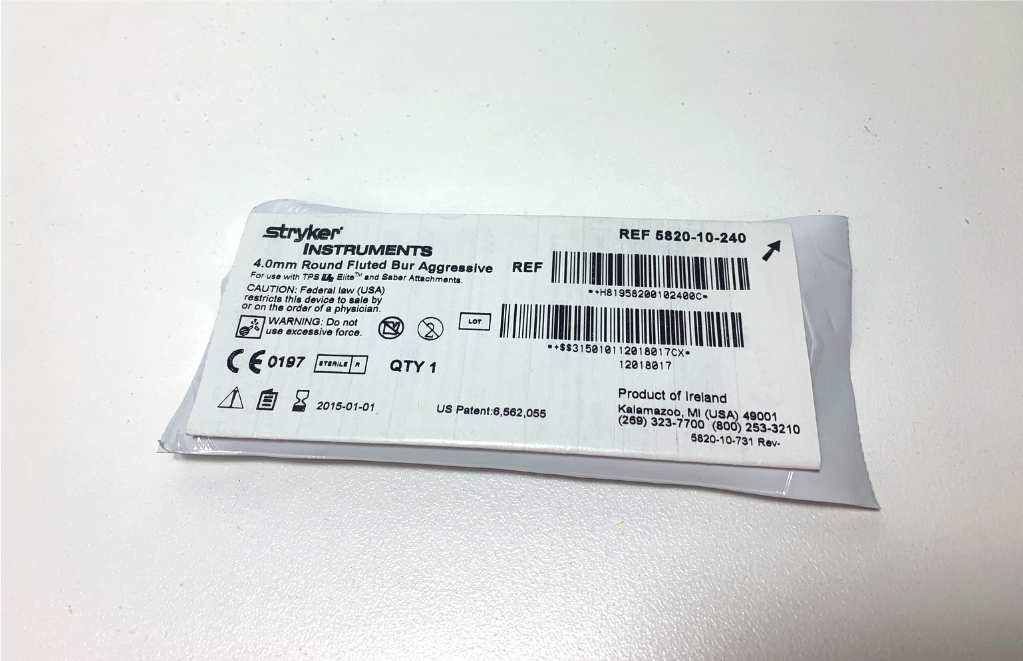 stryker
INSTRUMENTS
4.0mm Round Fluted Bur Aggressive
For use with TPS Elite™ and Saber Attachments.
CAUTION: Federal law (USA)
restricts this device to sale by
or on the order of a physician.
WARNING: Do not
use excessive force.
2
LOT
CE 0197
STERILE R
QTY 1
2015-01-01
US Patent:6,562,055
REF 5820-10-240
REF
*+H81958200102400C*
*+$$315010112018017CX*
12018017
Product of Ireland
Kalamazoo, MI (USA) 49001
(269) 323-7700 (800) 253-3210
5820-10-731 Rev-